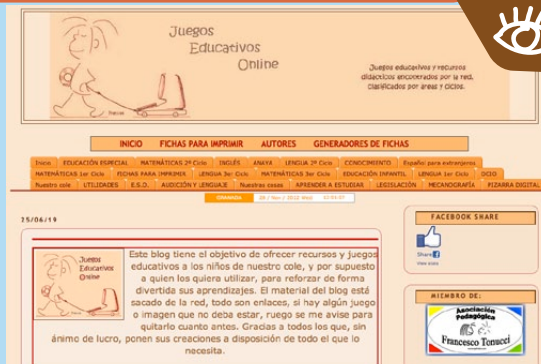 Juegos
Educativos
Online
Juegos educativos y recursos
didácticos encontrados por la red,
clasificados por areas y ciclos.
INICIO FICHAS PARA IMPRIMIR AUTORES GENERADORES DE FICHAS
Inicio EDUCACIÓN ESPECIAL MATEMÁTICAS 2º Ciclo INGLÉS ANAYA LENGUA 2º Ciclo CONOCIMIENTO Español para extranjeros
MATEMÁTICAS 1er Ciclo FICHAS PARA IMPRIMIR LENGUA 3er Ciclo MATEMÁTICAS 3er Ciclo EDUCACIÓN INFANTIL LENGUA 1er Ciclo OCIO
Nuestro cole UTILIDADES E.S.O. AUDICIÓN Y LENGUAJE Nuestras cosas APRENDER A ESTUDIAR LEGISLACIÓN MECANOGRAFÍA PIZARRA DIGITAL
GRANADA
25/06/19
FACEBOOK SHARE
Share
Juegos
Educativos
Online
Este blog tiene el objetivo de ofrecer recursos y juegos
educativos a los niños de nuestro cole, y por supuesto
a quien los quiera utilizar, para reforzar de forma
divertida sus aprendizajes. El material del blog está
sacado de la red, todo son enlaces, si hay algún juego
o imagen que no deba estar, ruego se me avise para
quitarlo cuanto antes. Gracias a todos los que, sin
ánimo de lucro, ponen sus creaciones a disposición de todo el que lo
necesita.
MIEMBRO DE:
Asociación
Pedagógica
Francesco Tonucci